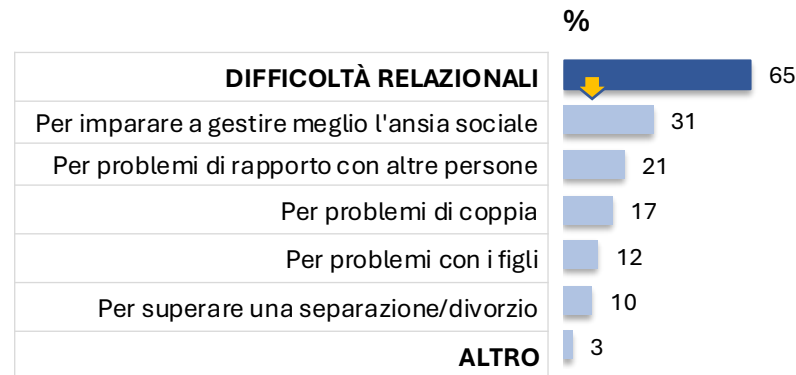 %
DIFFICOLTÀ RELAZIONALI 65
Per imparare a gestire meglio l'ansia sociale 31
Per problemi di rapporto con altre persone 21
Per problemi di coppia 17
Per problemi con i figli 12
Per superare una separazione/divorzio 10
ALTRO 3